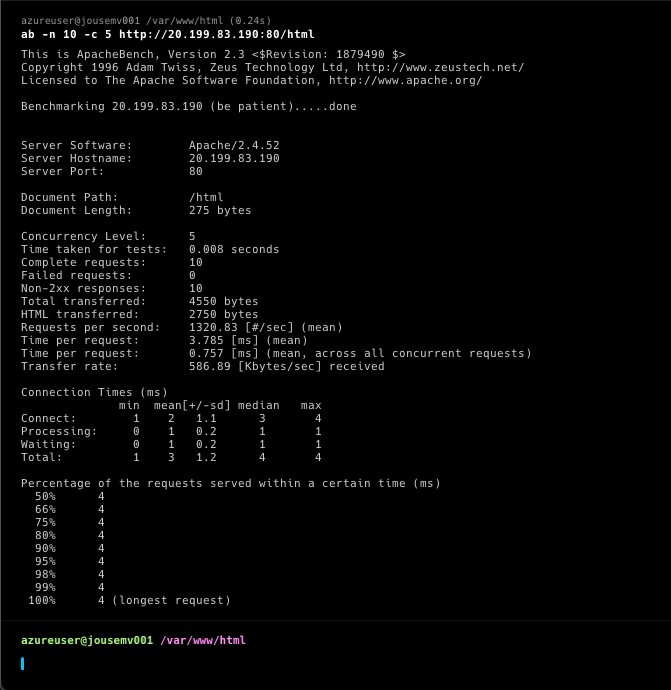 azureuser@jousemv001 /var/www/html (0.24s)
ab -n 10 -c 5 http://20.199.83.190:80/html
This is ApacheBench, Version 2.3 <$Revision: 1879490 $>
Copyright 1996 Adam Twiss, Zeus Technology Ltd, http://www.zeustech.net/
Licensed to The Apache Software Foundation, http://www.apache.org/
Benchmarking 20.199.83.190 (be patient).....done
Server Software:        Apache/2.4.52
Server Hostname:        20.199.83.190
Server Port:            80
Document Path:          /html
Document Length:        275 bytes
Concurrency Level:      5
Time taken for tests:   0.008 seconds
Complete requests:      10
Failed requests:        0
Non-2xx responses:      10
Total transferred:      4550 bytes
HTML transferred:       2750 bytes
Requests per second:    1320.83 [#/sec] (mean)
Time per request:       3.785 [ms] (mean)
Time per request:       0.757 [ms] (mean, across all concurrent requests)
Transfer rate:          586.89 [Kbytes/sec] received
Connection Times (ms)
              min  mean[+/-sd] median   max
Connect:        1    2   1.1      3       4
Processing:     0    1   0.2      1       1
Waiting:        0    1   0.2      1       1
Total:          1    3   1.2      4       4
Percentage of the requests served within a certain time (ms)
  50%      4
  66%      4
  75%      4
  80%      4
  90%      4
  95%      4
  98%      4
  99%      4
 100%      4 (longest request)
azureuser@jousemv001 /var/www/html